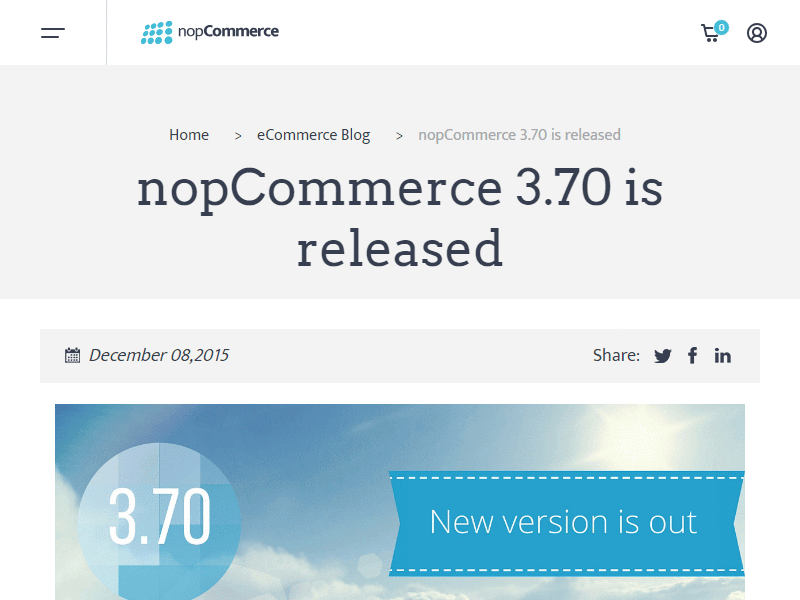 nopCommerce
0
Home > eCommerce Blog > nopCommerce 3.70 is released
nopCommerce 3.70 is
released
December 08,2015
Share:
3.70
New version is out